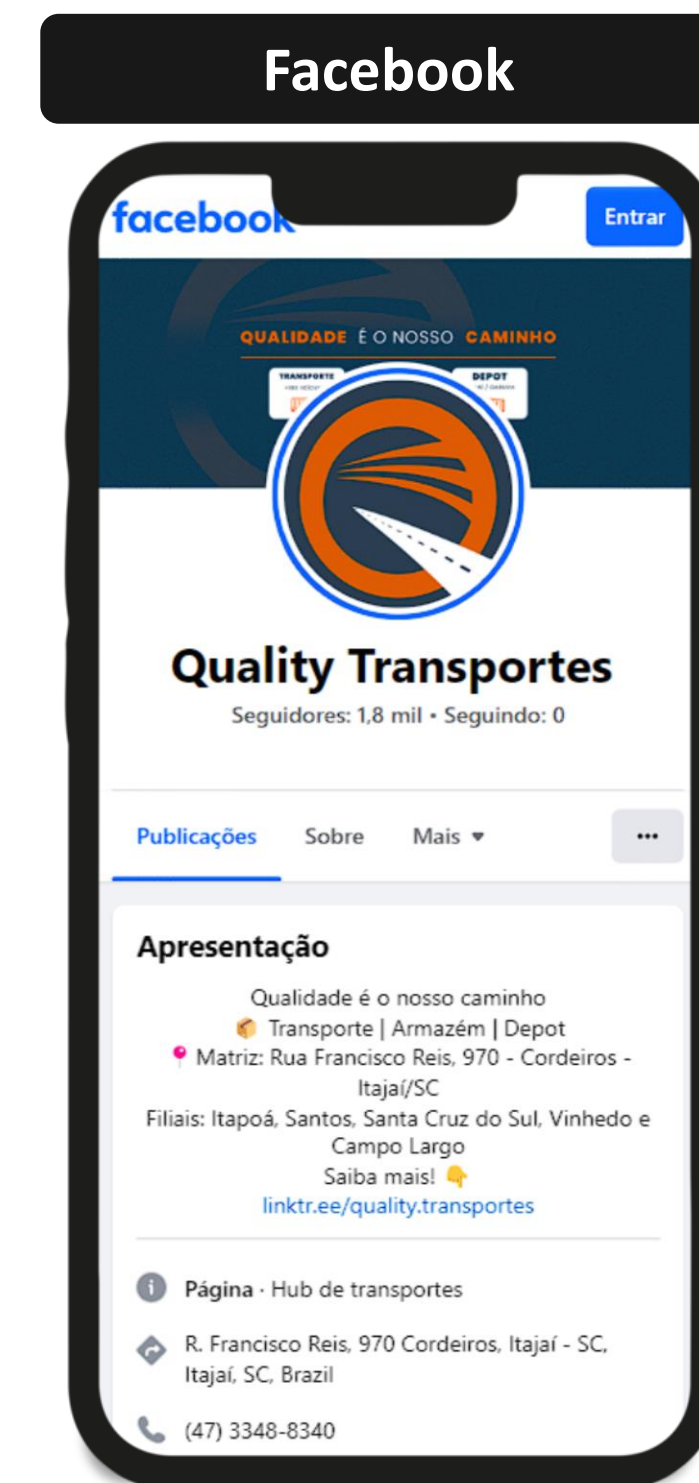 Facebook
facebook
Entrar
QUALIDADE É O NOSSO CAMINHO
TRANSPORTE
DEPOT
Quality Transportes
Seguidores: 1,8 mil • Seguindo: 0
Publicações Sobre Mais
Apresentação
Qualidade é o nosso caminho
📦 Transporte | Armazém | Depot
📍 Matriz: Rua Francisco Reis, 970 - Cordeiros -
Itajaí/SC
Filiais: Itapoá, Santos, Santa Cruz do Sul, Vinhedo e
Campo Largo
Saiba mais! 👇
linktr.ee/quality.transportes
Página · Hub de transportes
R. Francisco Reis, 970 Cordeiros, Itajaí - SC,
Itajaí, SC, Brazil
(47) 3348-8340